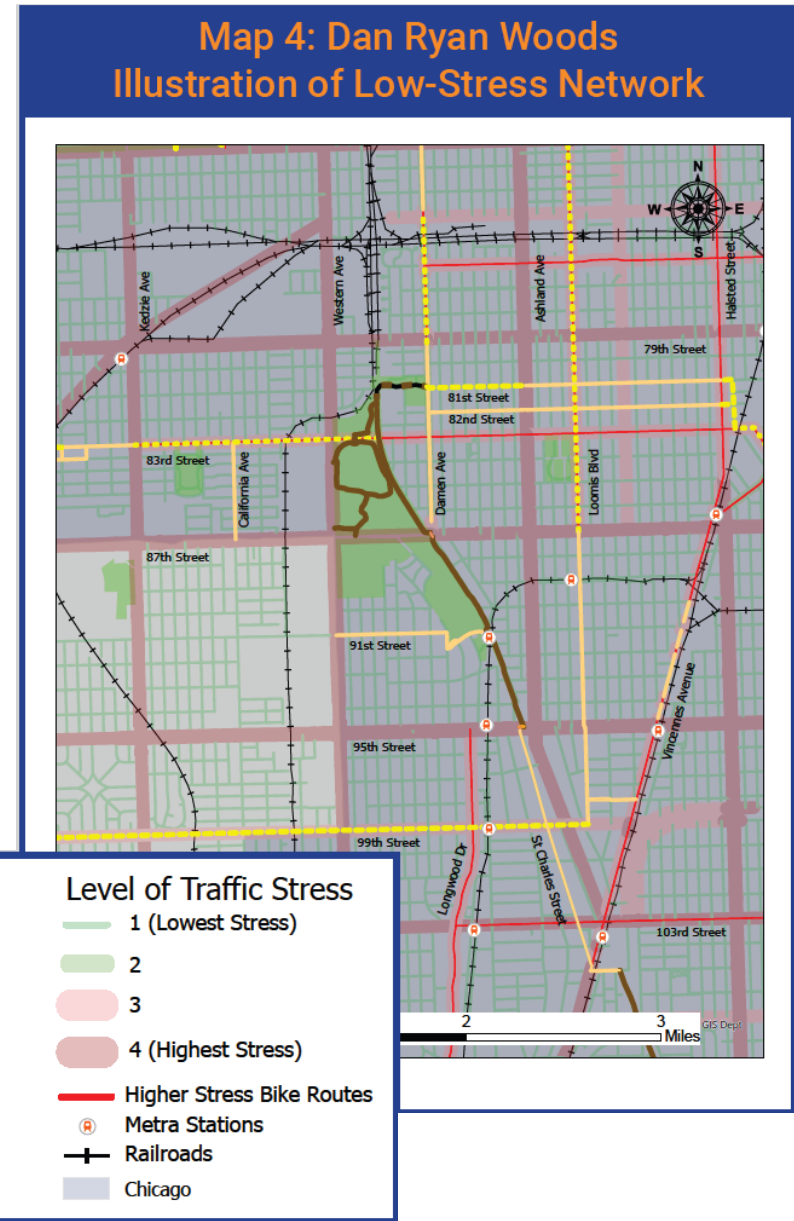 Map 4: Dan Ryan Woods
Illustration of Low-Stress Network
N
W
E
S
Kedzie Ave
Western Ave
Ashland Ave
Halsted Street
79th Street
81st Street
82nd Street
83rd Street
California Ave
Damen Ave
Loomis Blvd
87th Street
91st Street
95th Street
Vincennes Avenue
99th Street
Longwood Dr
St Charles Street
103rd Street
2
3
Miles
GIS Dept
Level of Traffic Stress
1 (Lowest Stress)
2
3
4 (Highest Stress)
Higher Stress Bike Routes
Metra Stations
Railroads
Chicago